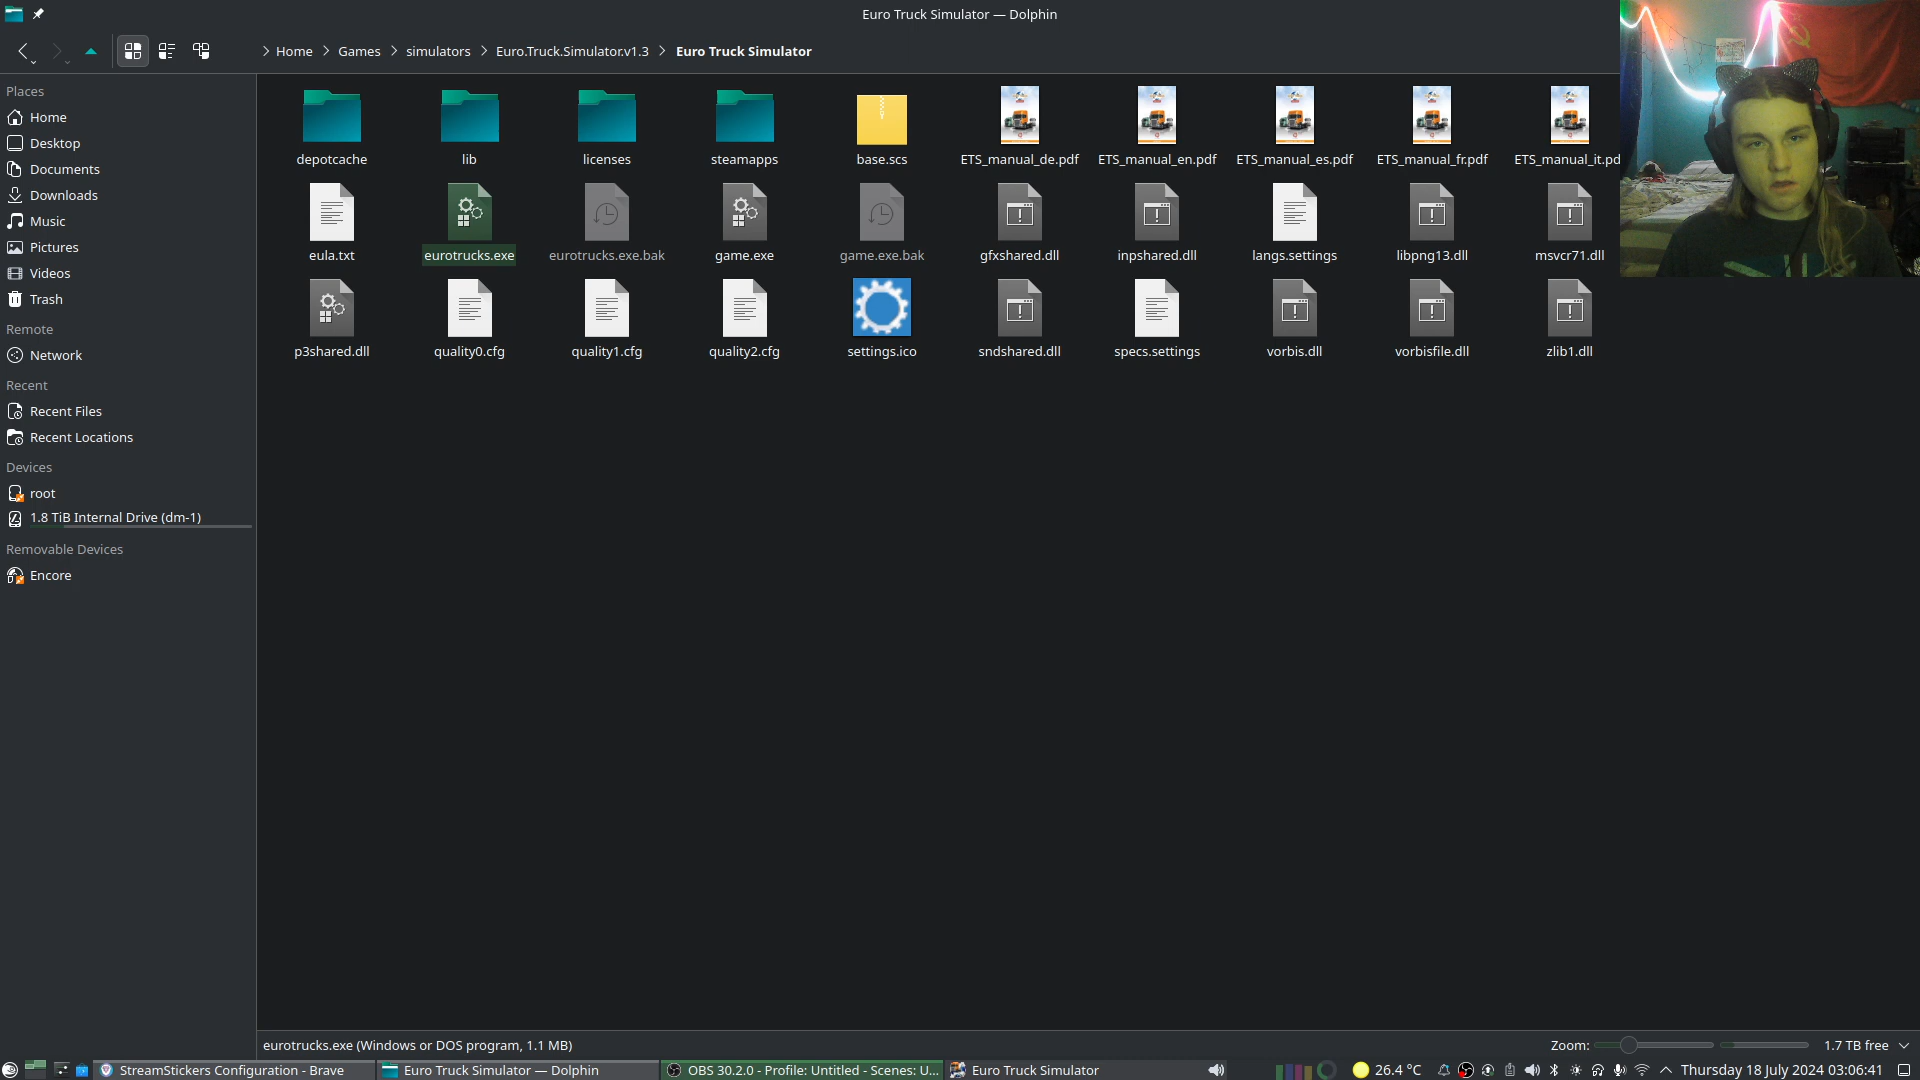 Euro Truck Simulator — Dolphin
Home
Games
simulators
Euro.Truck.Simulator.v1.3
Euro Truck Simulator
Places
Home
Desktop
Documents
Downloads
Music
Pictures
Videos
Trash
Remote
Network
Recent
Recent Files
Recent Locations
Devices
root
1.8 TiB Internal Drive (dm-1)
Removable Devices
Encore
depotcache
lib
licenses
steamapps
base.scs
ETS_manual_de.pdf
ETS_manual_en.pdf
ETS_manual_es.pdf
ETS_manual_fr.pdf
ETS_manual_it.pd
eula.txt
eurotrucks.exe
eurotrucks.exe.bak
game.exe
game.exe.bak
gfxshared.dll
inpshared.dll
langs.settings
libpng13.dll
msvcr71.dll
p3shared.dll
quality0.cfg
quality1.cfg
quality2.cfg
settings.ico
sndshared.dll
specs.settings
vorbis.dll
vorbisfile.dll
zlib1.dll
eurotrucks.exe (Windows or DOS program, 1.1 MB)
Zoom:
1.7 TB free
StreamStickers Configuration - Brave
Euro Truck Simulator — Dolphin
OBS 30.2.0 - Profile: Untitled - Scenes: U...
Euro Truck Simulator
26.4 °C
Thursday 18 July 2024 03:06:41